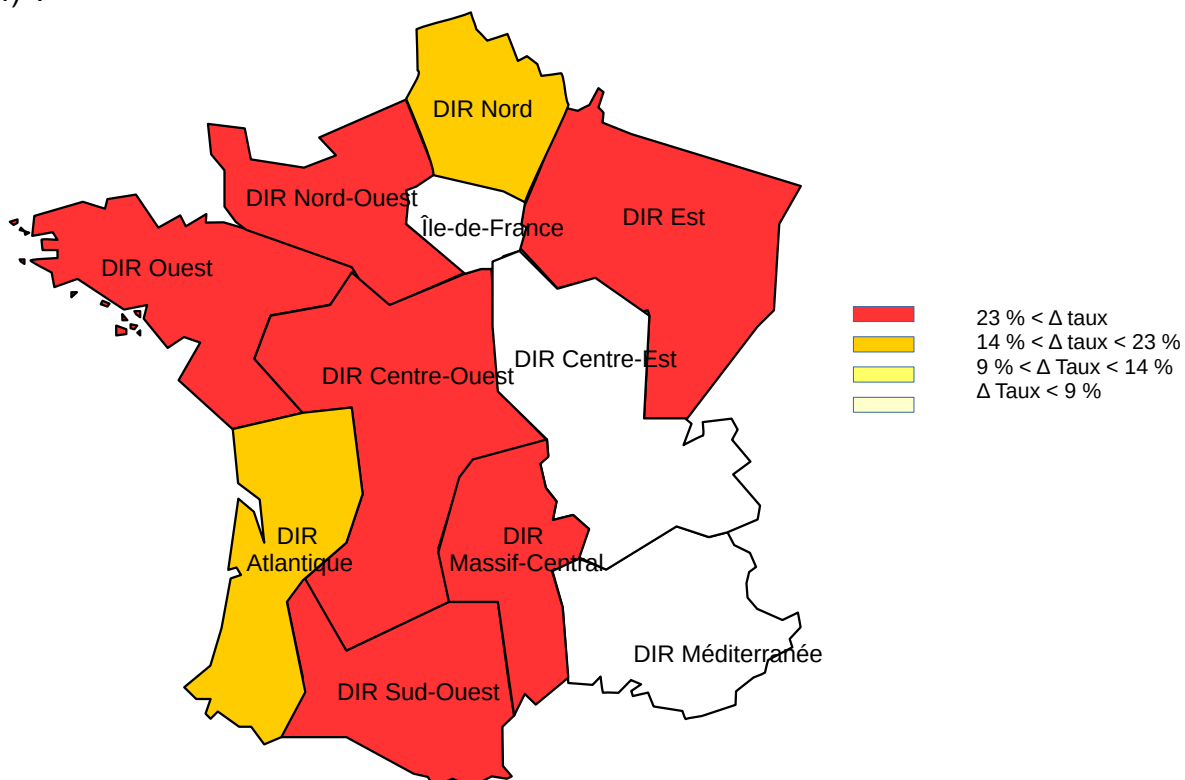 DIR Nord
DIR Nord-Ouest
DIR Est
Île-de-France
DIR Ouest
DIR Centre-Est
DIR Centre-Ouest
DIR
Atlantique
DIR
Massif-Central
DIR Méditerranée
DIR Sud-Ouest
23 % < Δ taux
14 % < Δ taux < 23 %
9 % < Δ Taux < 14 %
Δ Taux < 9 %